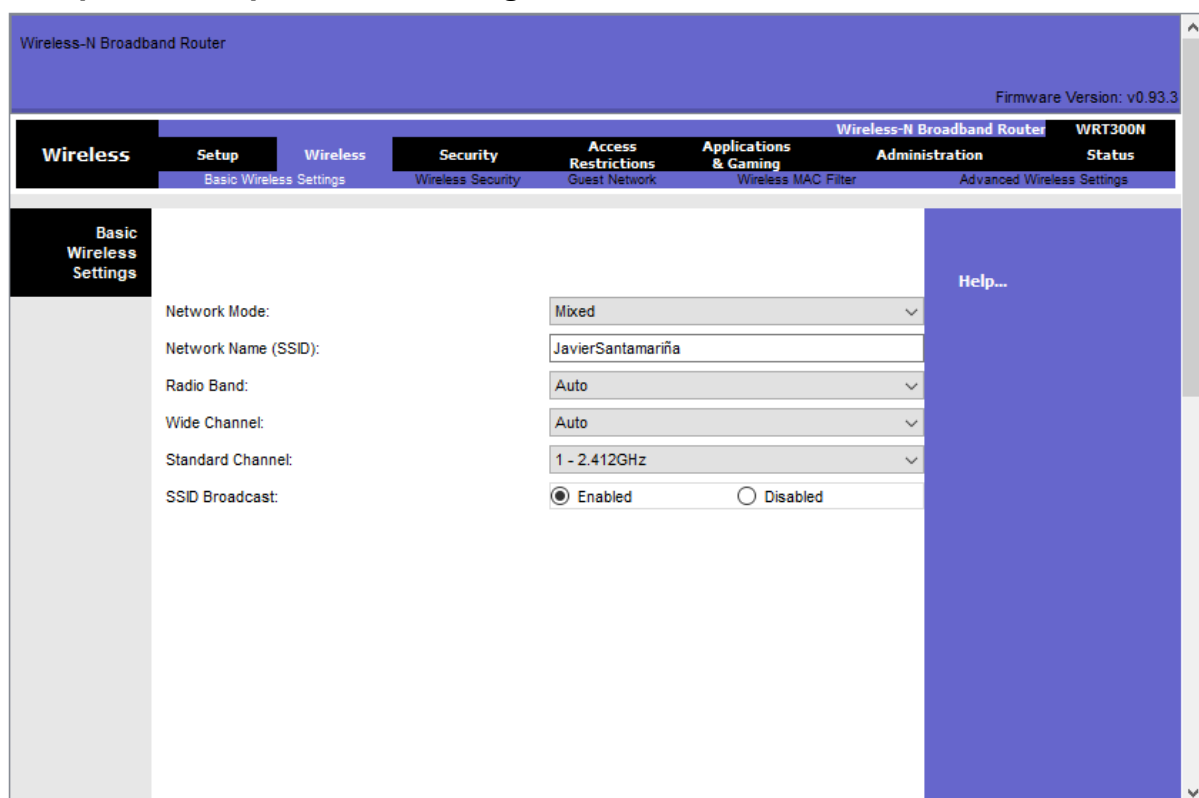 Wireless-N Broadband Router
Firmware Version: v0.93.3
Wireless-N Broadband Router WRT300N
Wireless Setup Wireless Security Access Restrictions Applications & Gaming Administration Status
Basic Wireless Settings Wireless Security Guest Network Wireless MAC Filter Advanced Wireless Settings
Basic Wireless Settings
Help...
Network Mode: Mixed
Network Name (SSID): JavierSantamariña
Radio Band: Auto
Wide Channel: Auto
Standard Channel: 1 - 2.412GHz
SSID Broadcast: Enabled Disabled